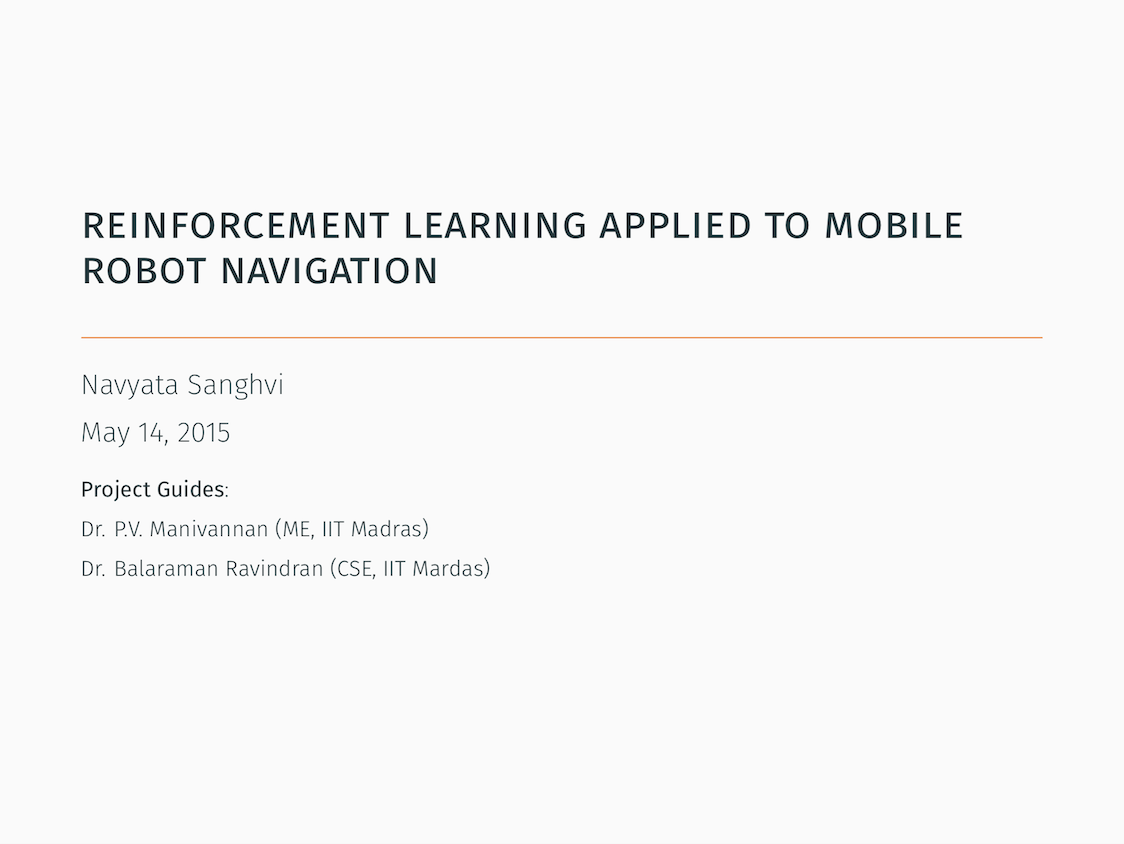 REINFORCEMENT LEARNING APPLIED TO MOBILE
ROBOT NAVIGATION
Navyata Sanghvi
May 14, 2015
Project Guides:
Dr. P.V. Manivannan (ME, IIT Madras)
Dr. Balaraman Ravindran (CSE, IIT Mardas)